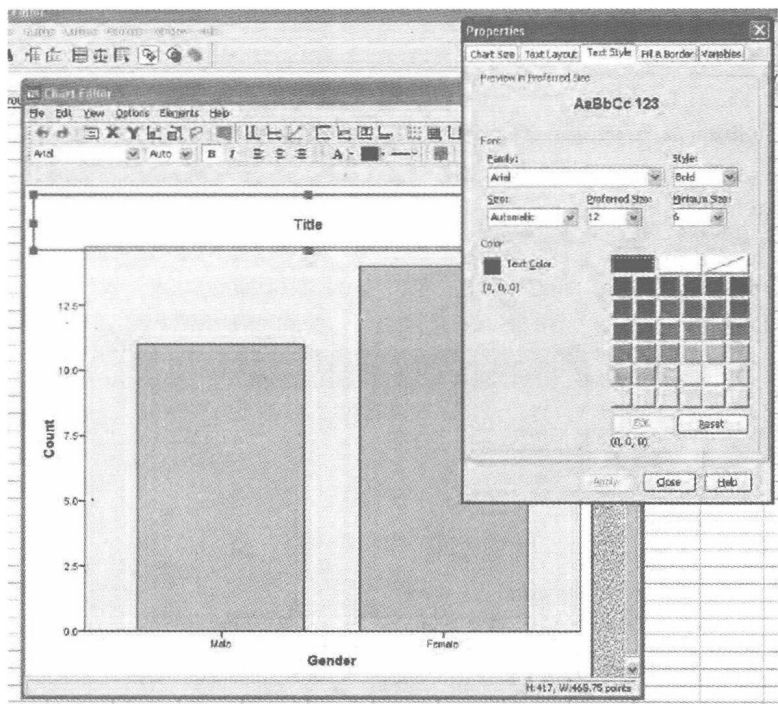 Properties
Chart Size Text Layout Text Style Fill & Border Variables
Preview in Preferred Size
AaBbCc 123
Font
Family: Style:
Arial Bold
Size: Preferred Size: Minimum Size:
Automatic 12 6
Color
Text Color
(0, 0, 0)
Edit Reset
(0, 0, 0)
Apply Close Help
Chart Editor
File Edit View Options Elements Help
Arial Auto B I A
Title
12.5
10.0
7.5
5.0
2.5
0.0
Count
Male Female
Gender
H:417, W:468.75 points